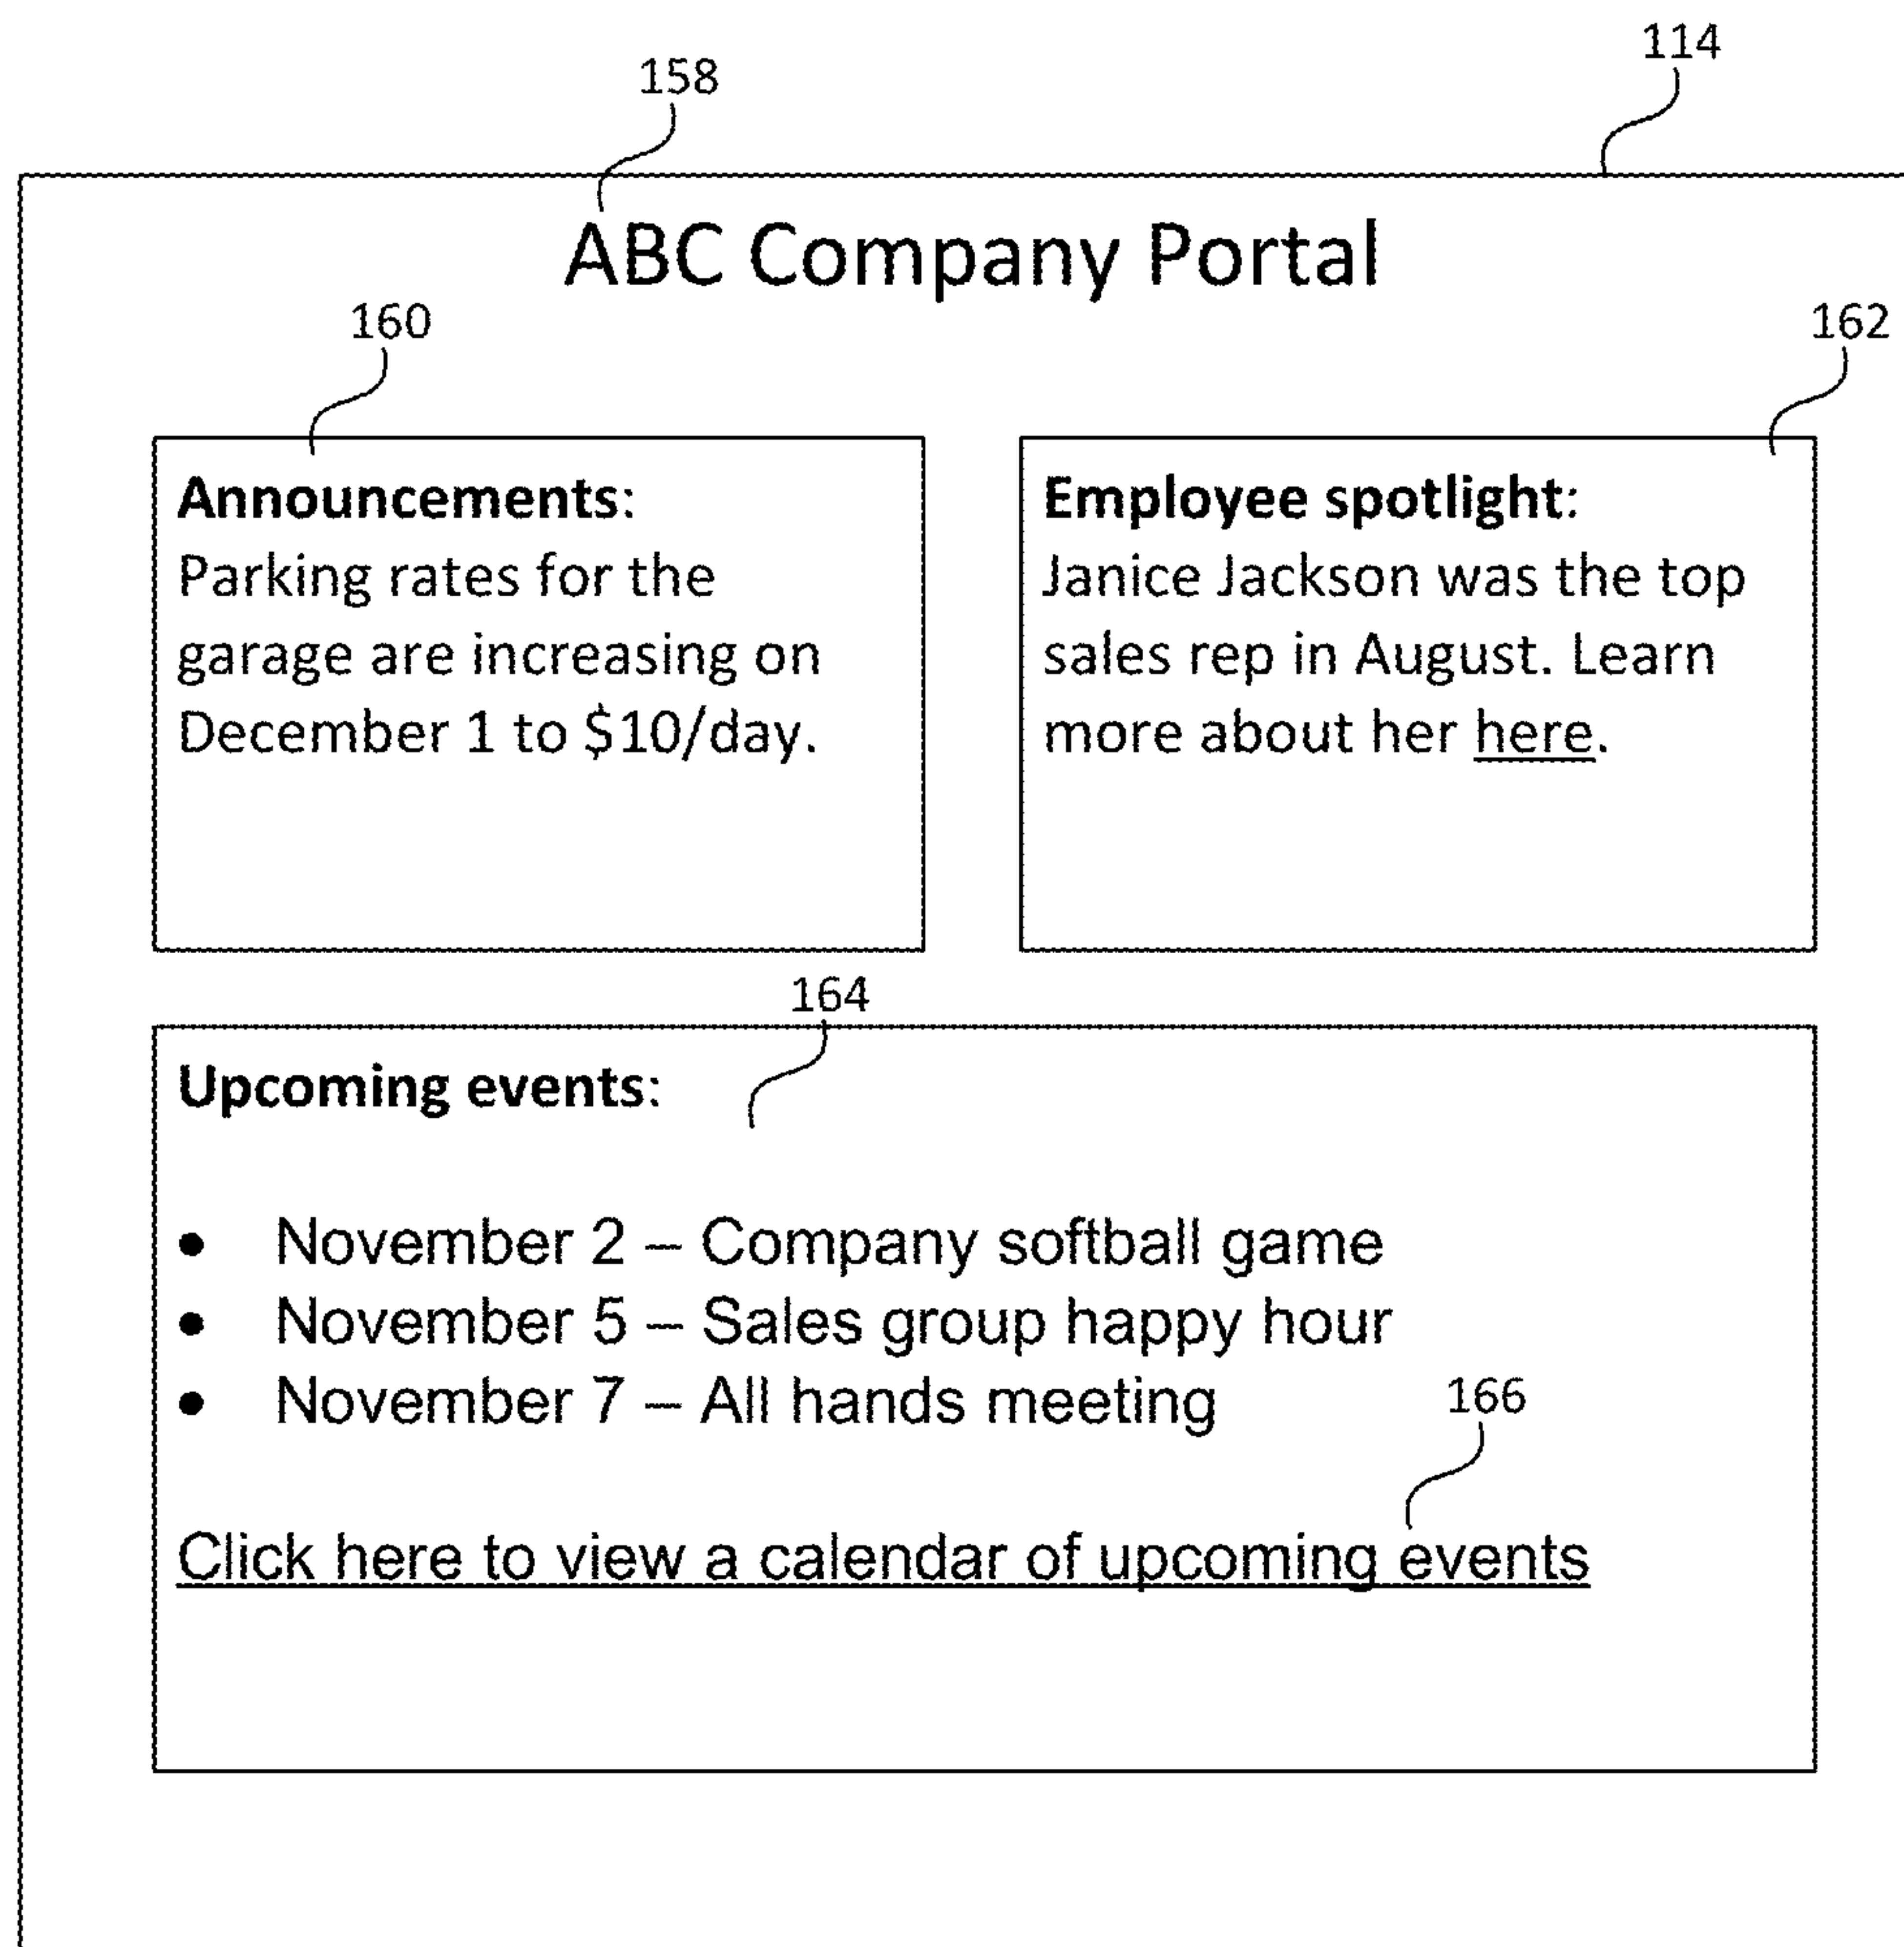 114
158
ABC Company Portal
160
162
Announcements:
Parking rates for the
garage are increasing on
December 1 to $10/day.
Employee spotlight:
Janice Jackson was the top
sales rep in August. Learn
more about her here.
164
Upcoming events:
• November 2 – Company softball game
• November 5 – Sales group happy hour
• November 7 – All hands meeting
166
Click here to view a calendar of upcoming events